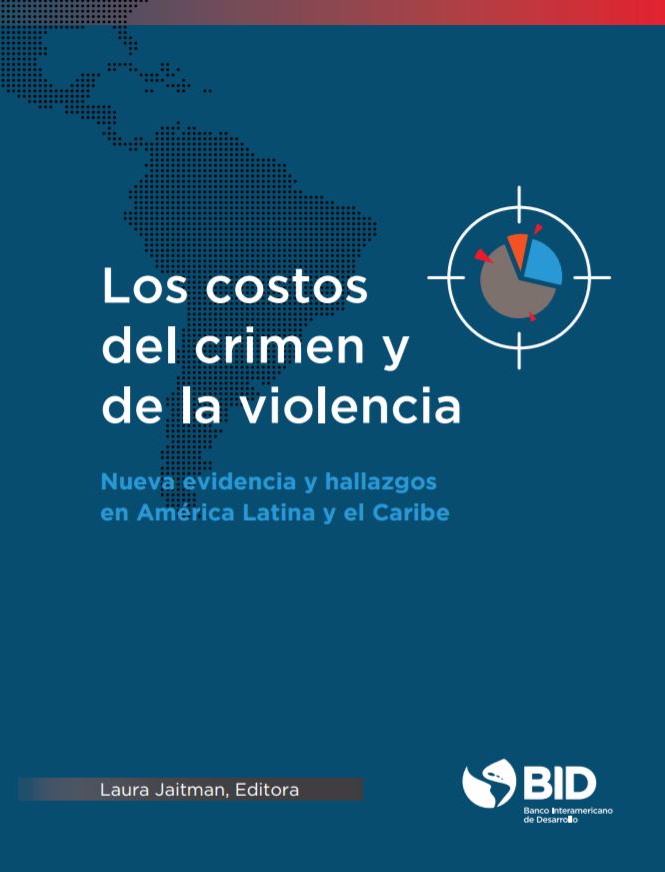 Los costos
del crimen y
de la violencia
Nueva evidencia y hallazgos
en América Latina y el Caribe
Laura Jaitman, Editora
BID
Banco Interamericano
de Desarrollo